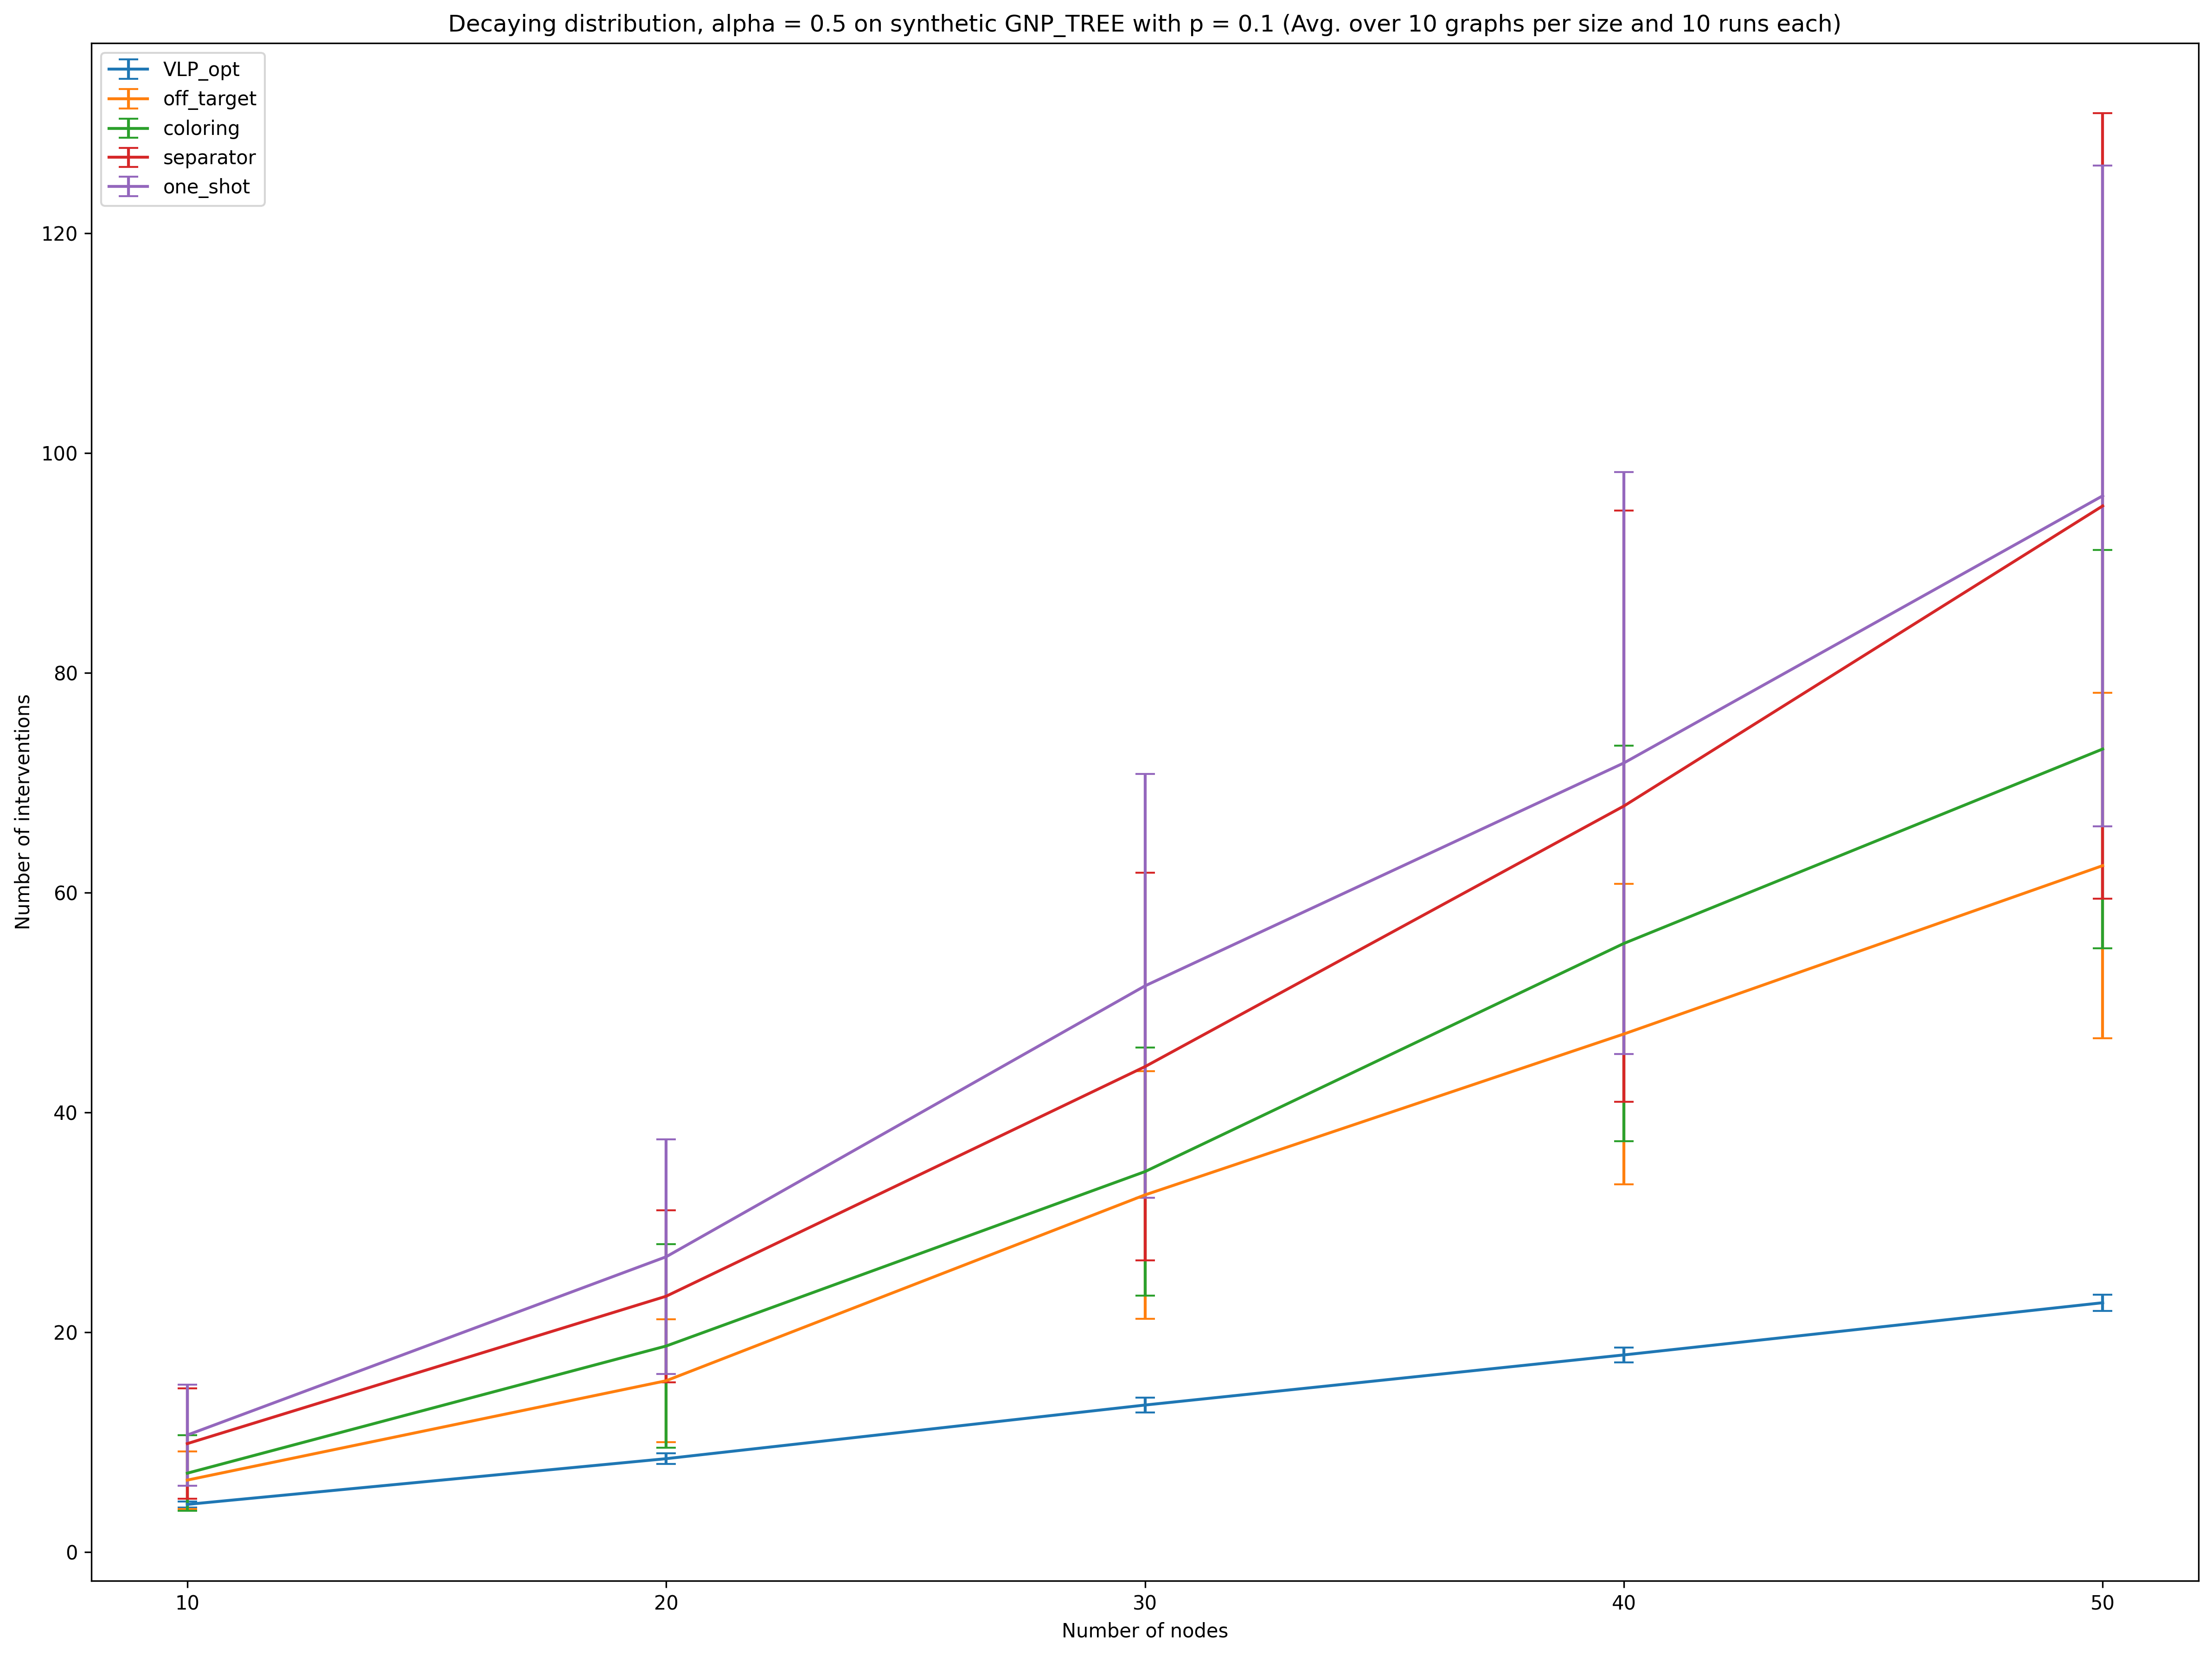 Decaying distribution, alpha = 0.5 on synthetic GNP_TREE with p = 0.1 (Avg. over 10 graphs per size and 10 runs each)
VLP_opt
off_target
coloring
separator
one_shot
120
100
80
60
40
20
0
Number of interventions
10 20 30 40 50
Number of nodes